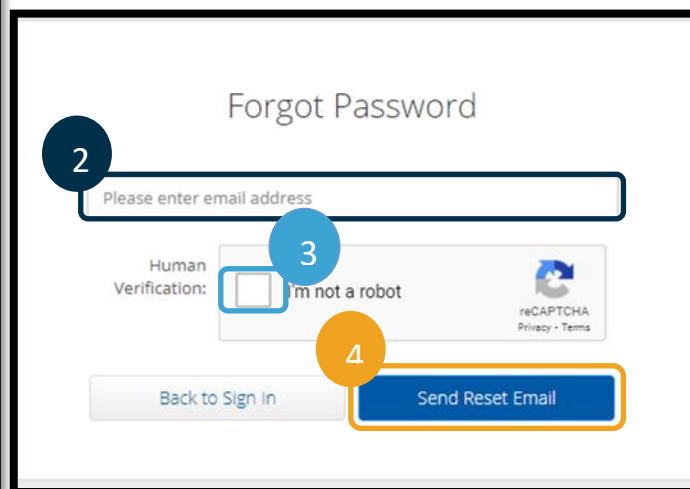 Forgot Password
2
Please enter email address
3
Human
Verification:
I'm not a robot
reCAPTCHA
Privacy - Terms
4
Back to Sign In
Send Reset Email